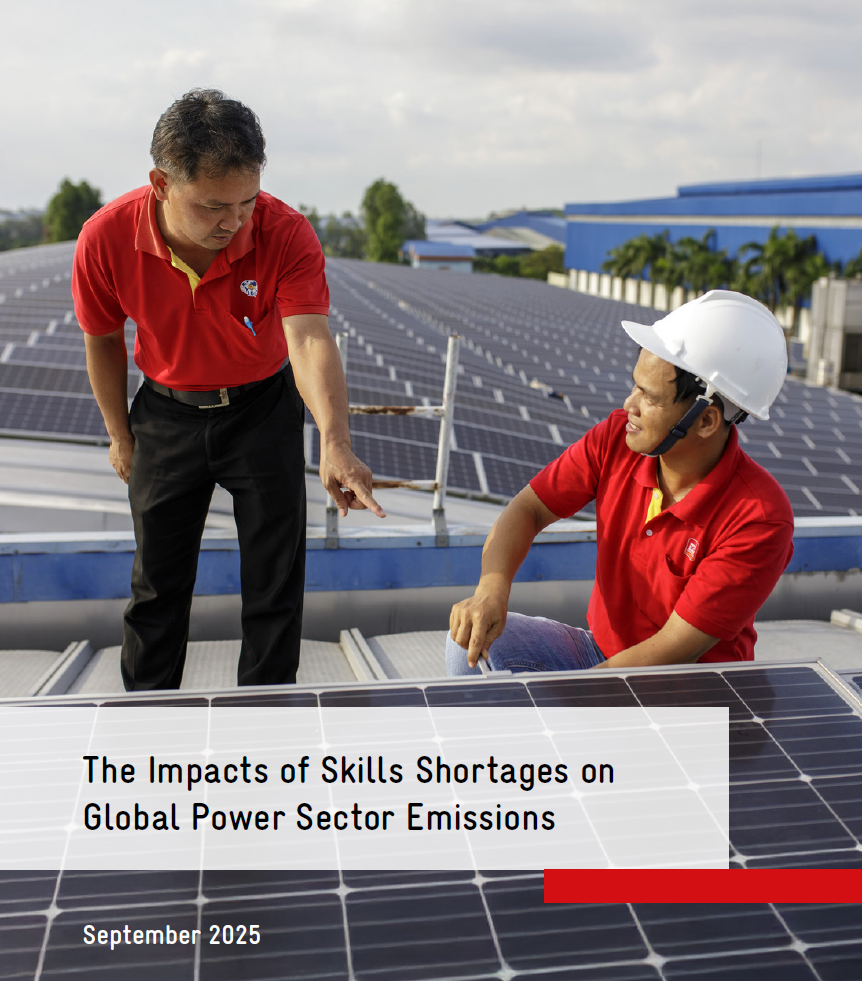 The Impacts of Skills Shortages on
Global Power Sector Emissions
September 2025